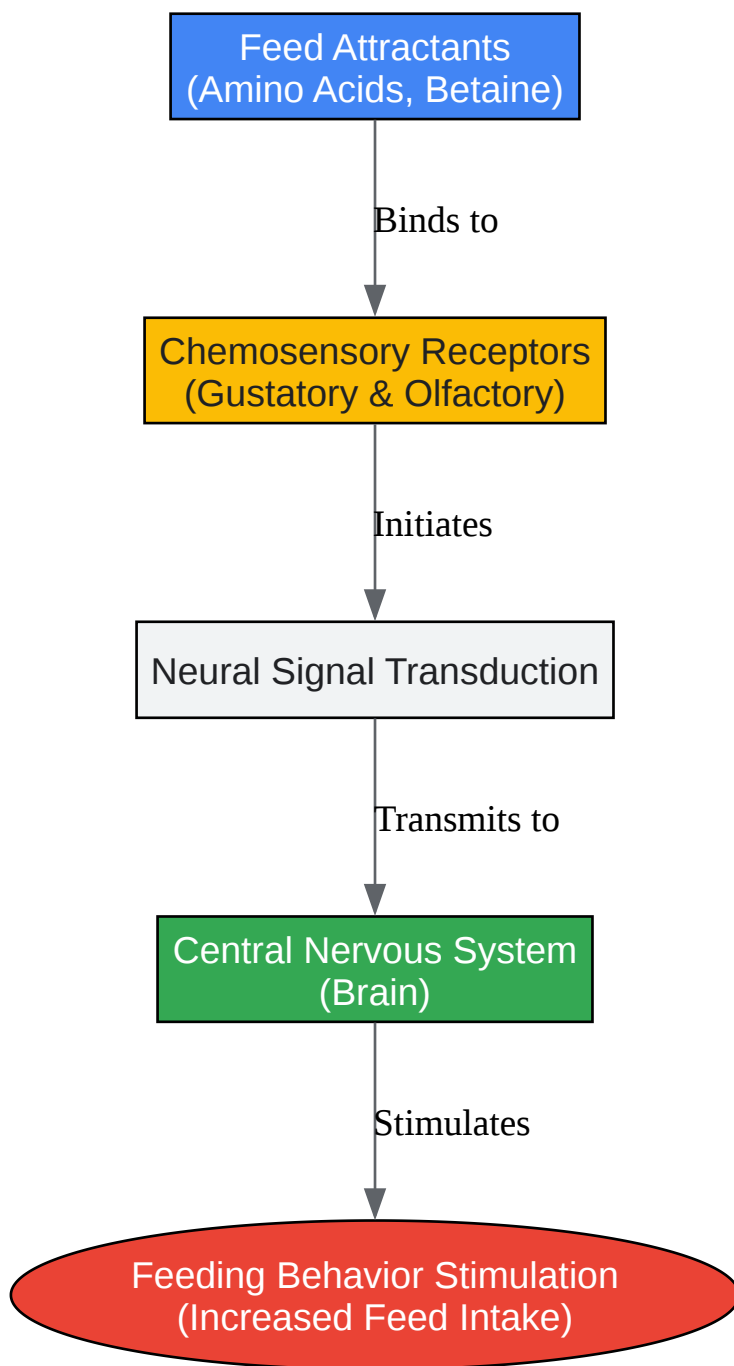 Feed Attractants
(Amino Acids, Betaine)
Binds to
Chemosensory Receptors
(Gustatory & Olfactory)
Initiates
Neural Signal Transduction
Transmits to
Central Nervous System
(Brain)
Stimulates
Feeding Behavior Stimulation
(Increased Feed Intake)